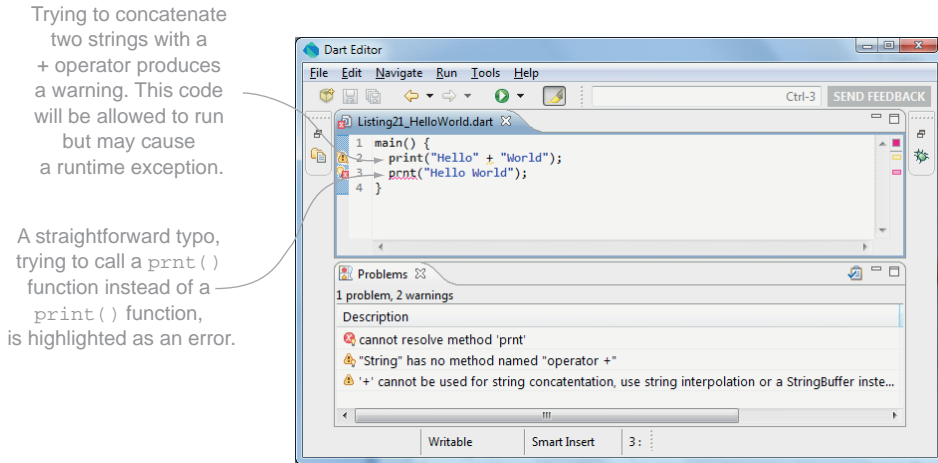 Trying to concatenate
two strings with a
+ operator produces
a warning. This code
will be allowed to run
but may cause
a runtime exception.
A straightforward typo,
trying to call a prnt()
function instead of a
print() function,
is highlighted as an error.
Dart Editor
File Edit Navigate Run Tools Help
Ctrl-3 SEND FEEDBACK
Listing21_HelloWorld.dart
1 main() {
2 print("Hello" + "World");
3 prnt("Hello World");
4 }
Problems
1 problem, 2 warnings
Description
cannot resolve method 'prnt'
"String" has no method named "operator +"
'+' cannot be used for string concatentation, use string interpolation or a StringBuffer inste...
Writable Smart Insert 3 :